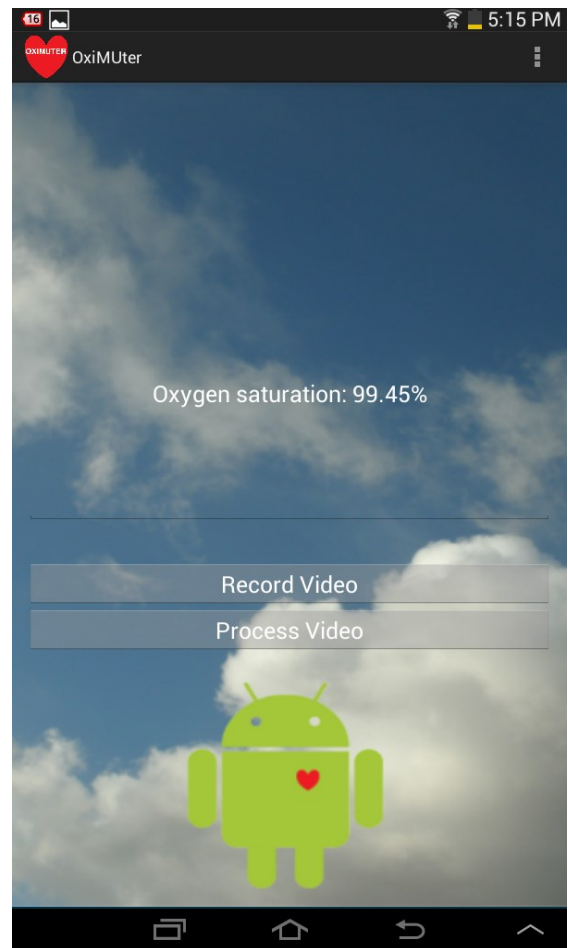 16
5:15 PM
OXIMUTER
OxiMUter
Oxygen saturation: 99.45%
Record Video
Process Video